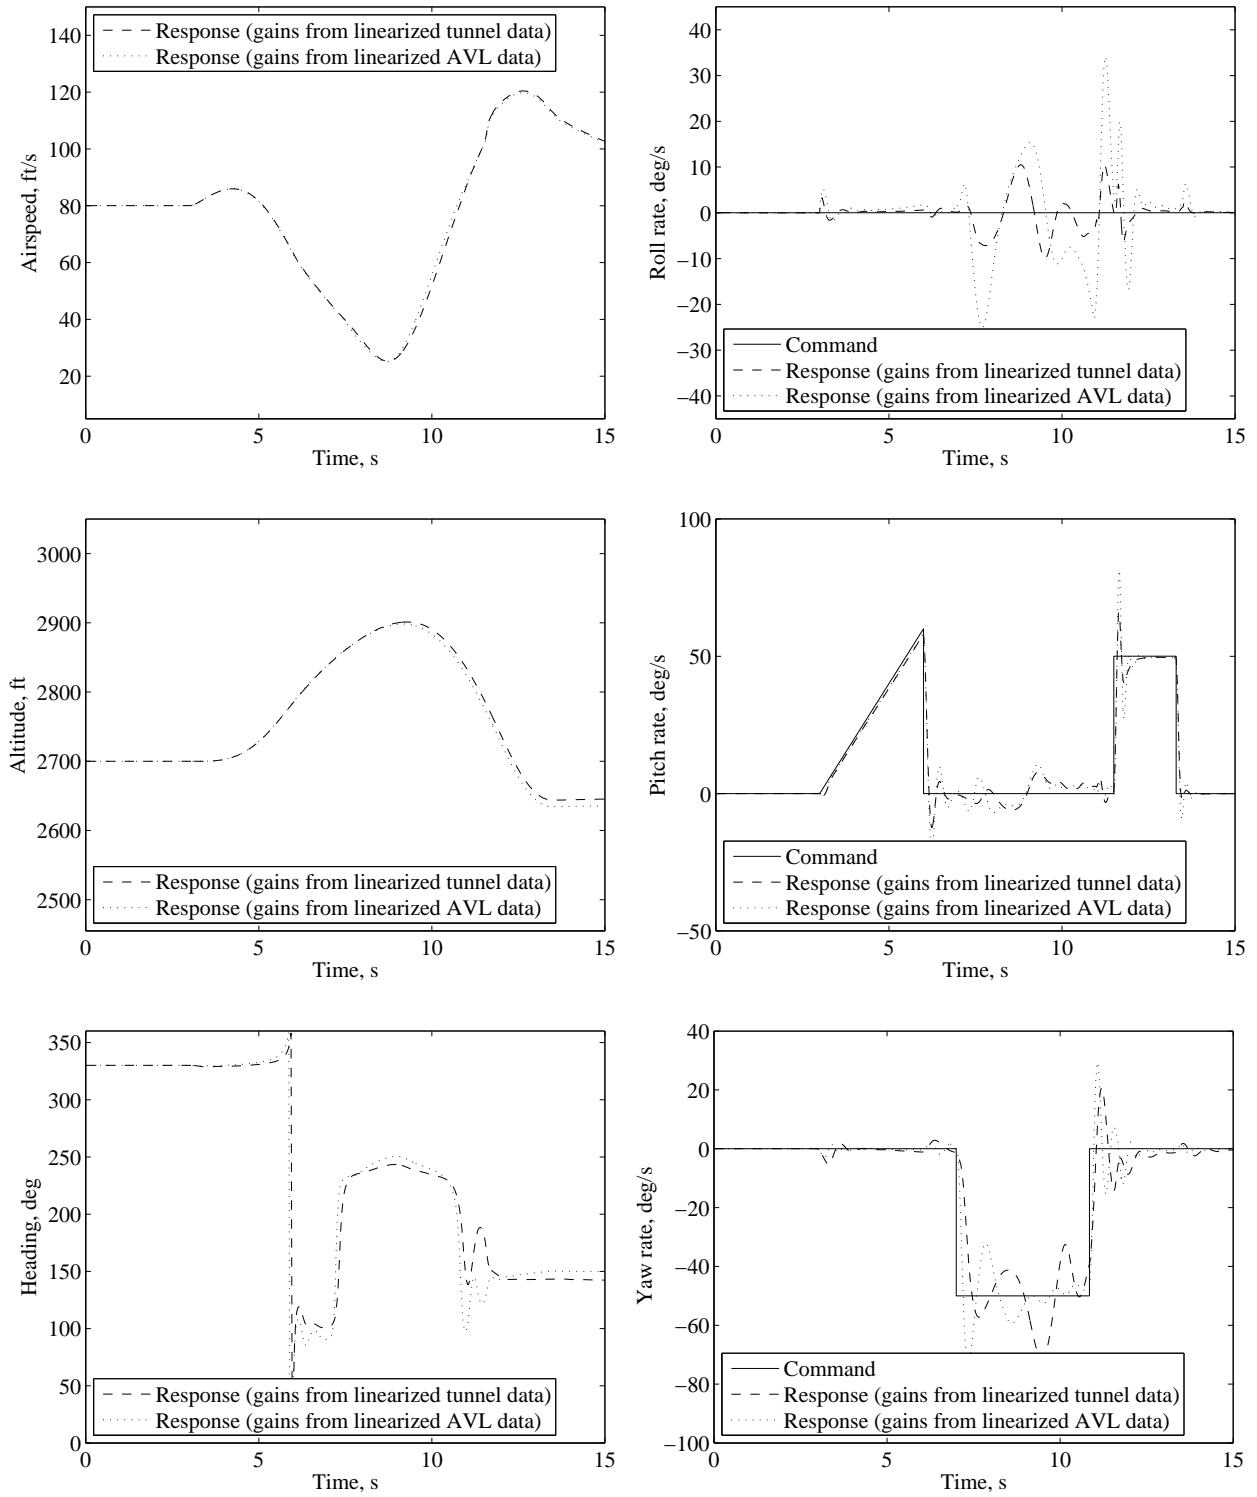 140
120
100
80
60
40
20
0
5
10
15
Airspeed, ft/s
Time, s
Response (gains from linearized tunnel data)
Response (gains from linearized AVL data)
40
30
20
10
0
−10
−20
−30
−40
0
5
10
15
Roll rate, deg/s
Time, s
Command
Response (gains from linearized tunnel data)
Response (gains from linearized AVL data)
3000
2900
2800
2700
2600
2500
0
5
10
15
Altitude, ft
Time, s
Response (gains from linearized tunnel data)
Response (gains from linearized AVL data)
100
50
0
−50
0
5
10
15
Pitch rate, deg/s
Time, s
Command
Response (gains from linearized tunnel data)
Response (gains from linearized AVL data)
350
300
250
200
150
100
50
0
0
5
10
15
Heading, deg
Time, s
Response (gains from linearized tunnel data)
Response (gains from linearized AVL data)
40
20
0
−20
−40
−60
−80
−100
0
5
10
15
Yaw rate, deg/s
Time, s
Command
Response (gains from linearized tunnel data)
Response (gains from linearized AVL data)